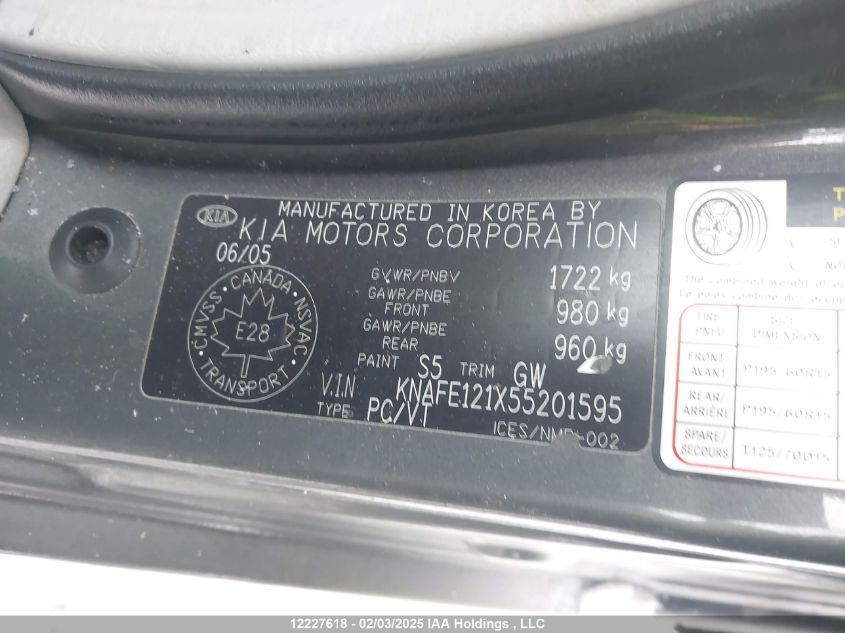 KIA
MANUFACTURED IN KOREA BY
KIA MOTORS CORPORATION
06/05
GVWR/PNBV 1722 kg
GAWR/PNBE FRONT 980 kg
GAWR/PNBE REAR 960 kg
PAINT S5 TRIM GW
V.I.N KNAFE121X55201595
TYPE PC/VT
ICES/NMB-002
CMVSS · CANADA · NSVAC · TRANSPORT
E28
The combined weight of
Le poids combiné des
TIRE PNEU SIZE DIMENSION
FRONT/AVANT P195/60R15
REAR/ARRIÈRE P195/60R15
SPARE/SECOURS T125/70D15
12227618 - 02/03/2025 IAA Holdings , LLC